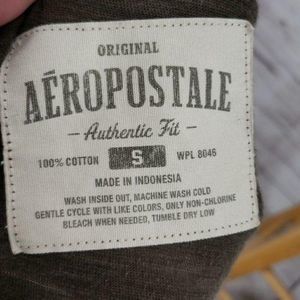 ORIGINAL
AÉROPOSTALE
- Authentic Fit -
100% COTTON S WPL 8046
MADE IN INDONESIA
WASH INSIDE OUT, MACHINE WASH COLD
GENTLE CYCLE WITH LIKE COLORS, ONLY NON-CHLORINE
BLEACH WHEN NEEDED, TUMBLE DRY LOW